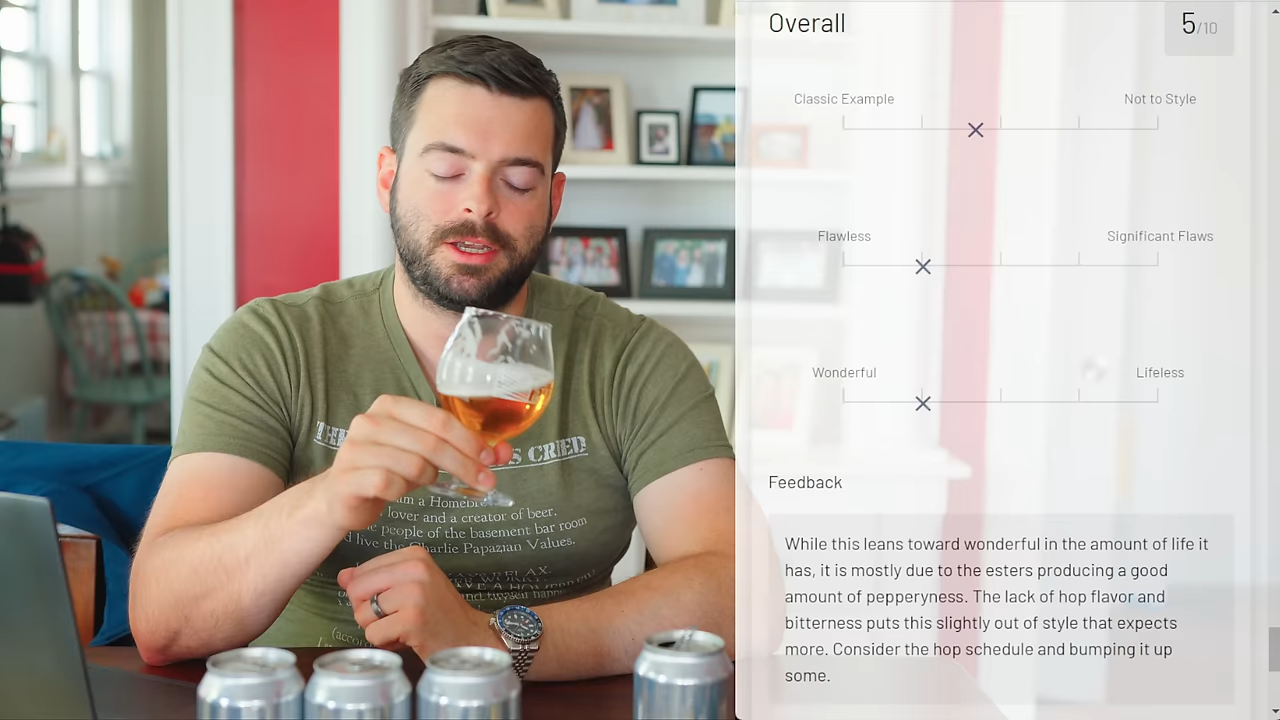 Overall
5/10
Classic Example
Not to Style
Flawless
Significant Flaws
Wonderful
Lifeless
Feedback
While this leans toward wonderful in the amount of life it
has, it is mostly due to the esters producing a good
amount of pepperyness. The lack of hop flavor and
bitterness puts this slightly out of style that expects
more. Consider the hop schedule and bumping it up
some.
CRIED
am a
lover and a creator of beer.
people of the basement bar room
live the Charlie Papazian Values.
RELAX.